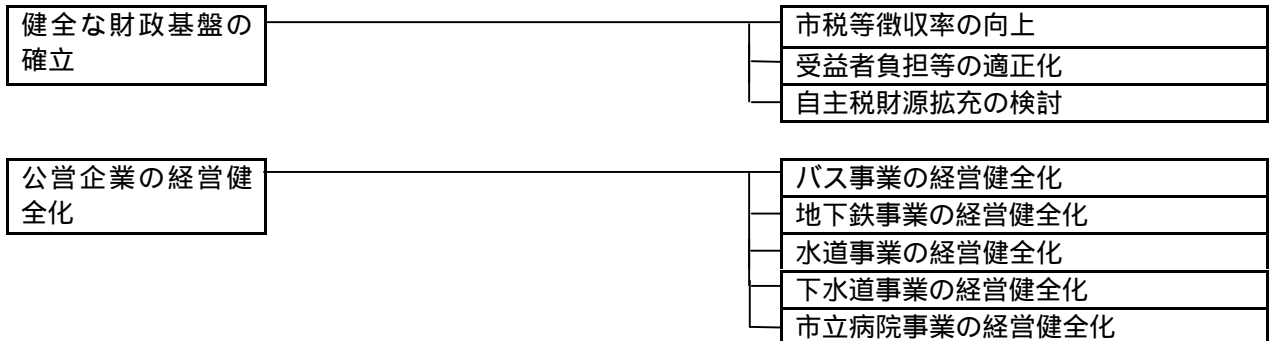 健全な財政基盤の
確立
市税等徴収率の向上
受益者負担等の適正化
自主税財源拡充の検討
公営企業の経営健
全化
バス事業の経営健全化
地下鉄事業の経営健全化
水道事業の経営健全化
下水道事業の経営健全化
市立病院事業の経営健全化